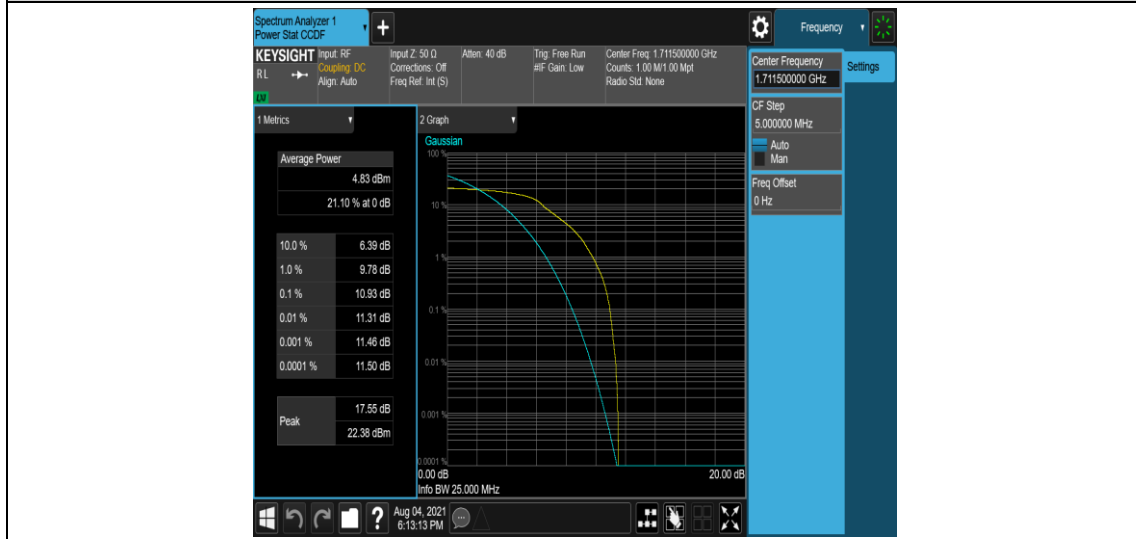 Spectrum Analyzer 1
Power Stat CCDF
Frequency
KEYSIGHT
RL
LXI
Input: RF
Coupling: DC
Align: Auto
Input Z: 50 Ω
Corrections: Off
Freq Ref: Int (S)
Atten: 40 dB
Trig: Free Run
#IF Gain: Low
Center Freq: 1.711500000 GHz
Counts: 1.00 M/1.00 Mpt
Radio Std: None
Center Frequency
1.711500000 GHz
Settings
CF Step
5.000000 MHz
Auto
Man
Freq Offset
0 Hz
1 Metrics
Average Power
4.83 dBm
21.10 % at 0 dB
10.0 % 6.39 dB
1.0 % 9.78 dB
0.1 % 10.93 dB
0.01 % 11.31 dB
0.001 % 11.46 dB
0.0001 % 11.50 dB
Peak
17.55 dB
22.38 dBm
2 Graph
Gaussian
100 %
10 %
1 %
0.1 %
0.01 %
0.001 %
0.0001 %
0.00 dB 20.00 dB
Info BW 25.000 MHz
Aug 04, 2021
6:13:13 PM